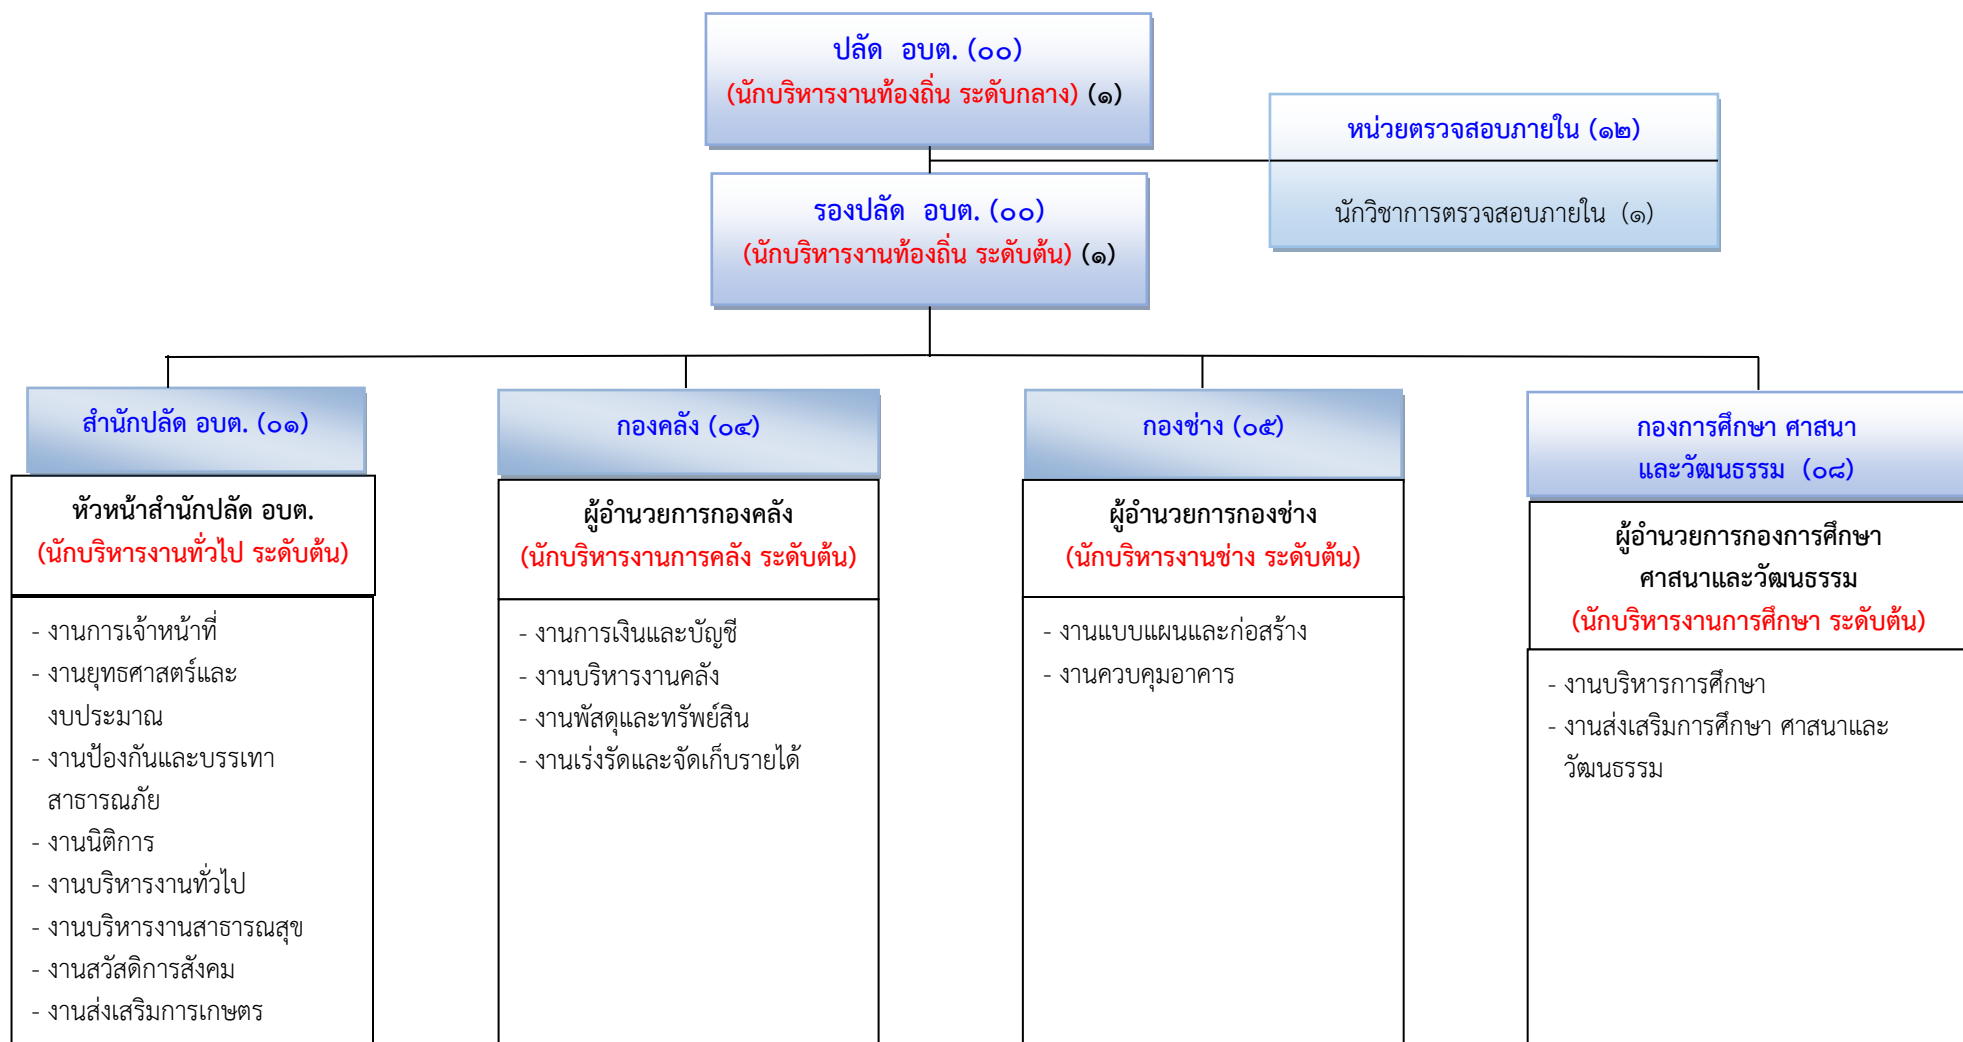 ปลัด อบต. (๐๐)
(นักบริหารงานท้องถิ่น ระดับกลาง) (๑)
หน่วยตรวจสอบภายใน (๑๒)
นักวิชาการตรวจสอบภายใน (๑)
รองปลัด อบต. (๐๐)
(นักบริหารงานท้องถิ่น ระดับต้น) (๑)
สำนักปลัด อบต. (๐๑)
หัวหน้าสำนักปลัด อบต.
(นักบริหารงานทั่วไป ระดับต้น)
- งานการเจ้าหน้าที่
- งานยุทธศาสตร์และ
งบประมาณ
- งานป้องกันและบรรเทา
สาธารณภัย
- งานนิติการ
- งานบริหารงานทั่วไป
- งานบริหารงานสาธารณสุข
- งานสวัสดิการสังคม
- งานส่งเสริมการเกษตร
กองคลัง (๐๔)
ผู้อำนวยการกองคลัง
(นักบริหารงานการคลัง ระดับต้น)
- งานการเงินและบัญชี
- งานบริหารงานคลัง
- งานพัสดุและทรัพย์สิน
- งานเร่งรัดและจัดเก็บรายได้
กองช่าง (๐๕)
ผู้อำนวยการกองช่าง
(นักบริหารงานช่าง ระดับต้น)
- งานแบบแผนและก่อสร้าง
- งานควบคุมอาคาร
กองการศึกษา ศาสนา
และวัฒนธรรม (๐๘)
ผู้อำนวยการกองการศึกษา
ศาสนาและวัฒนธรรม
(นักบริหารงานการศึกษา ระดับต้น)
- งานบริหารการศึกษา
- งานส่งเสริมการศึกษา ศาสนาและ
วัฒนธรรม